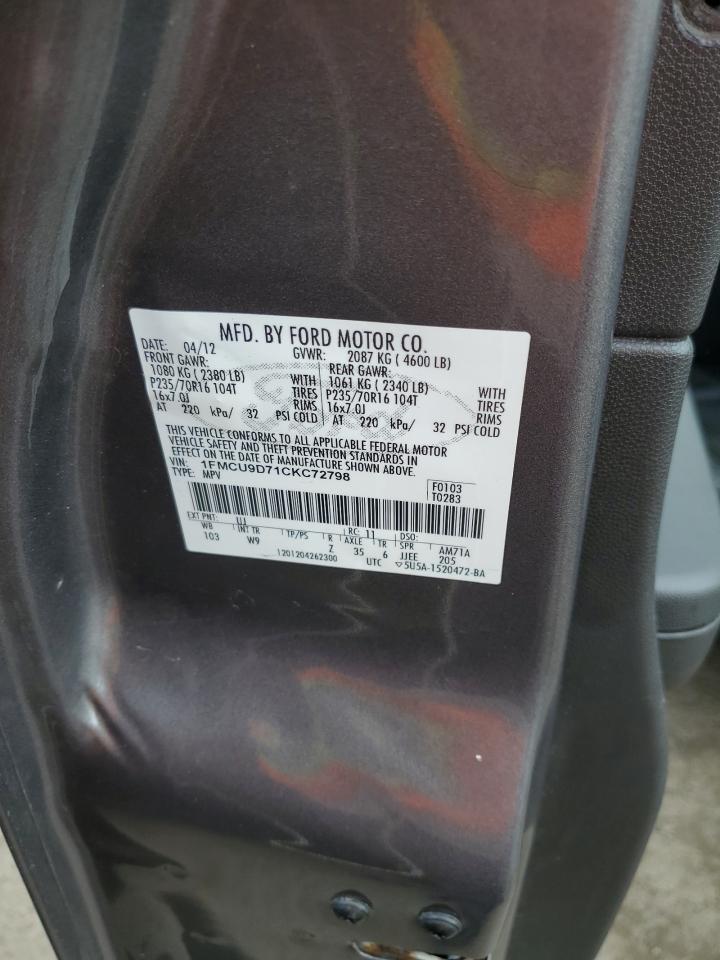 MFD. BY FORD MOTOR CO.
DATE: 04/12 GVWR: 2087 KG ( 4600 LB)
FRONT GAWR: REAR GAWR:
1080 KG ( 2380 LB) WITH 1061 KG ( 2340 LB) WITH
P235/70R16 104T TIRES P235/70R16 104T TIRES
16x7.0J RIMS 16x7.0J RIMS
AT 220 kPa/ 32 PSI COLD AT 220 kPa/ 32 PSI COLD
THIS VEHICLE CONFORMS TO ALL APPLICABLE FEDERAL MOTOR
VEHICLE SAFETY AND THEFT PREVENTION STANDARDS IN
EFFECT ON THE DATE OF MANUFACTURE SHOWN ABOVE.
VIN: 1FMCU9D71CKC72798
TYPE: MPV
F0103
T0283
EXT PNT: UJ RC: 11 DSO:
WB INT TR TP/PS R AXLE TR SPR AM71A
103 W9 Z 35 6 JJEE 205
1201204262300 UTC ▽5U5A-1520472-BA
Ford